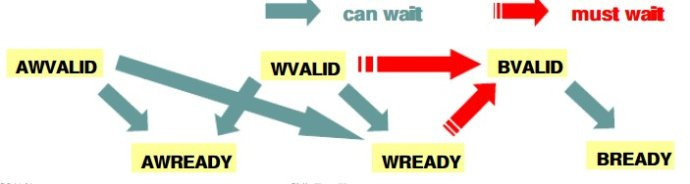 can wait must wait
AWVALID WVALID BVALID
AWREADY WREADY BREADY